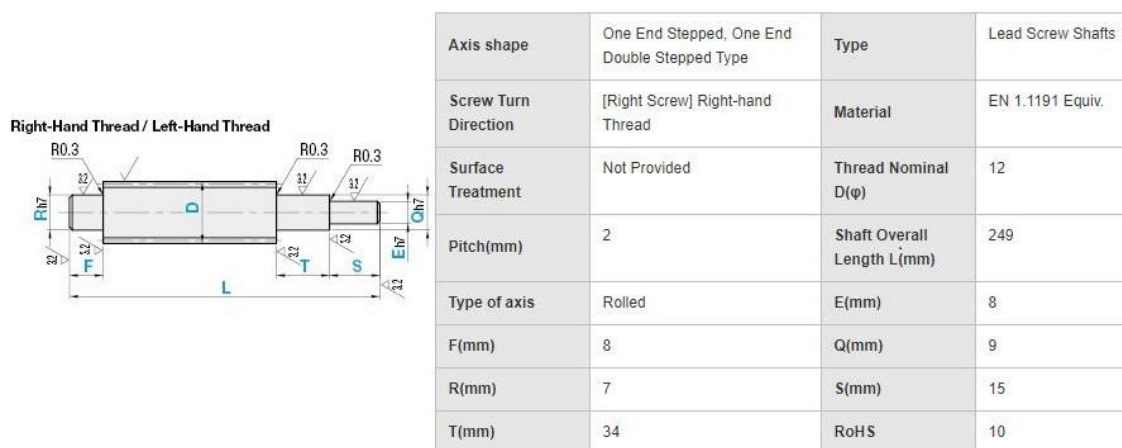 Right-Hand Thread / Left-Hand Thread
R0.3
R0.3
R0.3
3.2
3.2
3.2
Rh7
D
Qh7
Eh7
3.2
3.2
3.2
3.2
3.2
F
T
S
L
Axis shape
One End Stepped, One End
Double Stepped Type
Type
Lead Screw Shafts
Screw Turn
Direction
[Right Screw] Right-hand
Thread
Material
EN 1.1191 Equiv.
Surface
Treatment
Not Provided
Thread Nominal
D(φ)
12
Pitch(mm)
2
Shaft Overall
Length L(mm)
249
Type of axis
Rolled
E(mm)
8
F(mm)
8
Q(mm)
9
R(mm)
7
S(mm)
15
T(mm)
34
RoHS
10